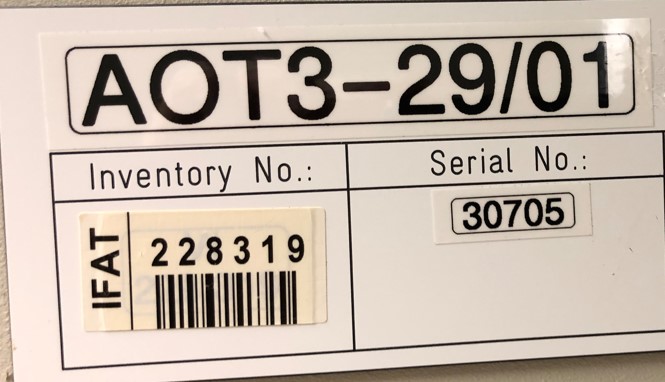 AOT3-29/01
Inventory No.:
Serial No.:
IFAT
228319
30705